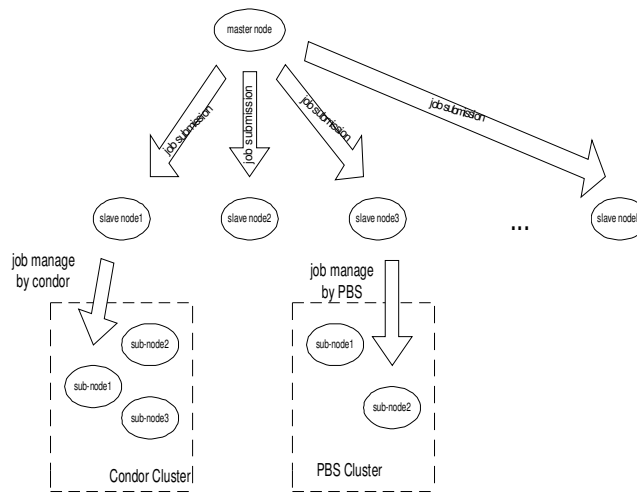 master node
job submission
job submission
job submission
job submission
slave node1
slave node2
slave node3
...
slave
job manage
by condor
job manage
by PBS
sub-node2
sub-node1
sub-node3
sub-node1
sub-node2
Condor Cluster
PBS Cluster